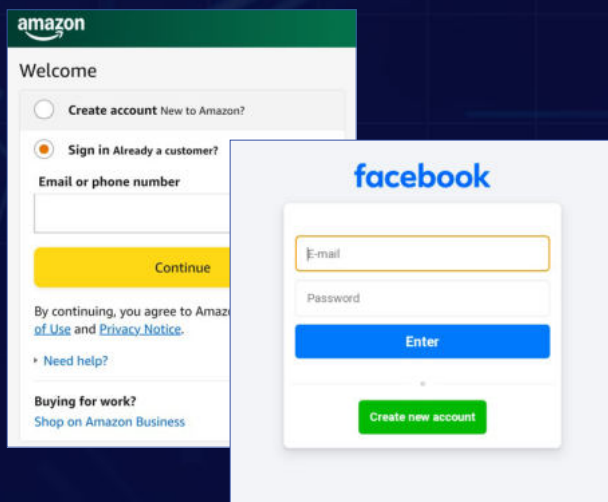 amazon
Welcome
Create account New to Amazon?
Sign in Already a customer?
Email or phone number
Continue
By continuing, you agree to Amaz
of Use and Privacy Notice.
Need help?
Buying for work?
Shop on Amazon Business
facebook
E-mail
Password
Enter
Create new account